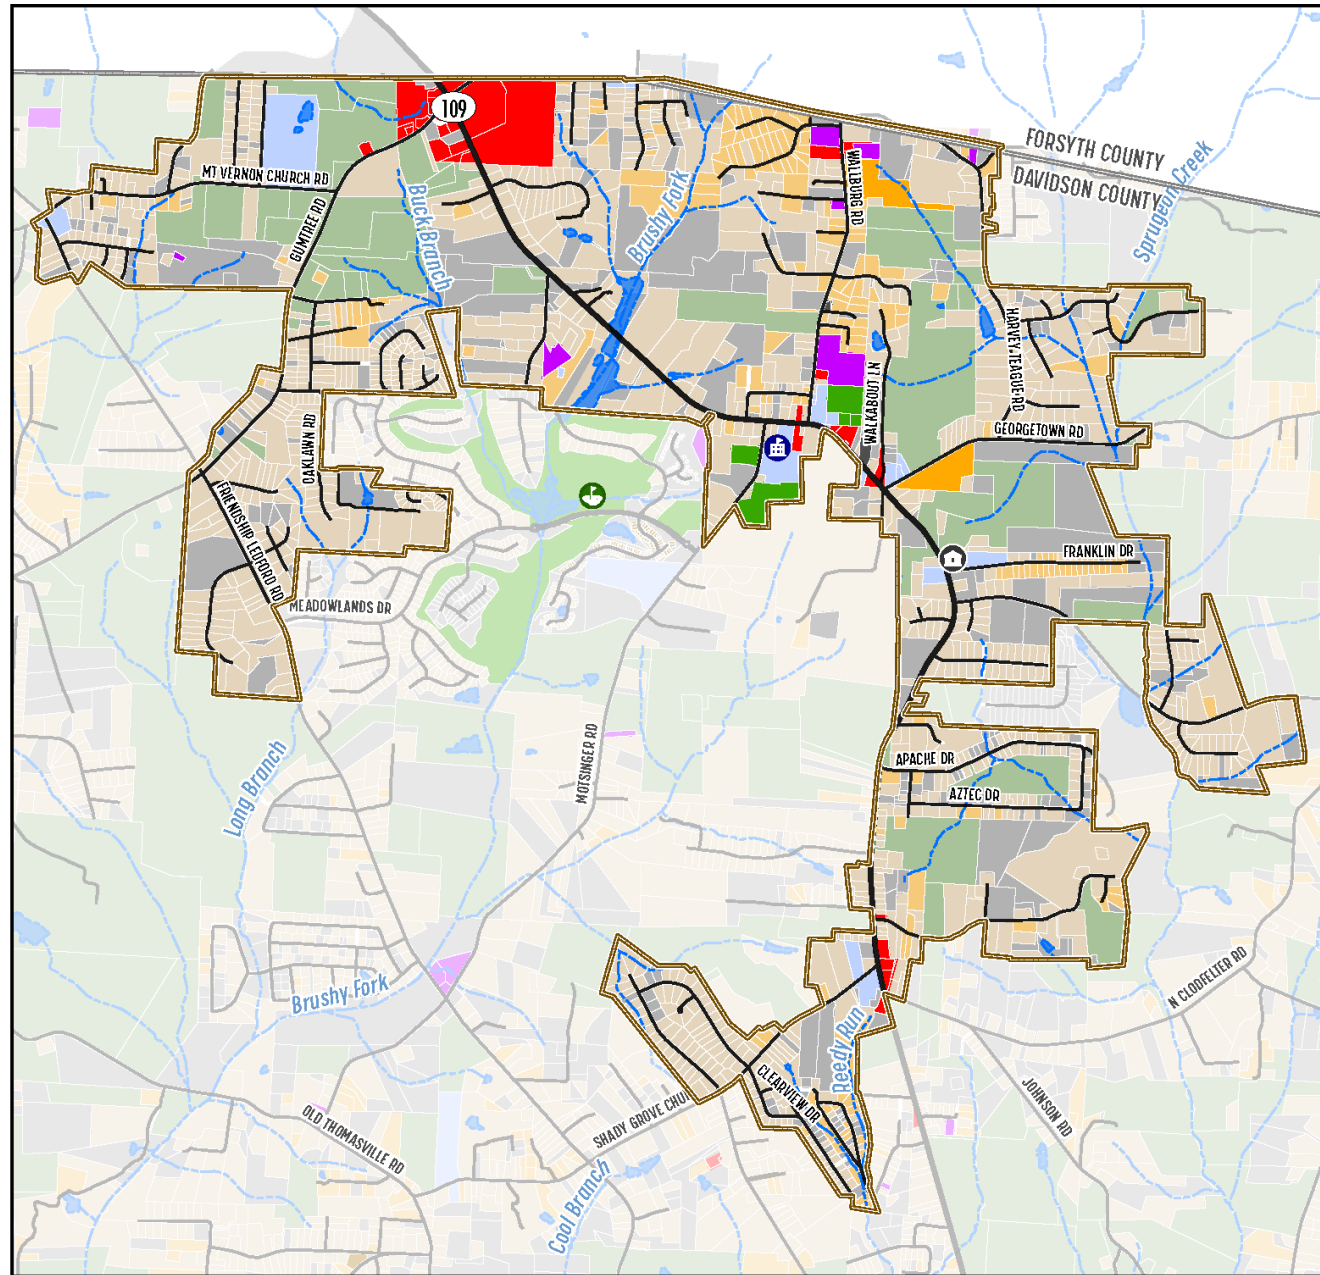 109
FORSYTH COUNTY
DAVIDSON COUNTY
Sprugeon Creek
WALLBURG RD
MT VERNON CHURCH RD
Buck Branch
Brushy Fork
GUMTREE RD
HARVEY TEAGUE RD
WALKABOUT LN
GEORGETOWN RD
OAKLAWN RD
FRIENDSHIP LEDFORD RD
FRANKLIN DR
MEADOWLANDS DR
MOTSINGER RD
APACHE DR
AZTEC DR
Long Branch
Brushy Fork
N CLODFELTER RD
Reedy Run
CLEARVIEW DR
JOHNSON RD
OLD THOMASVILLE RD
SHADY GROVE CHU
Cool Branch